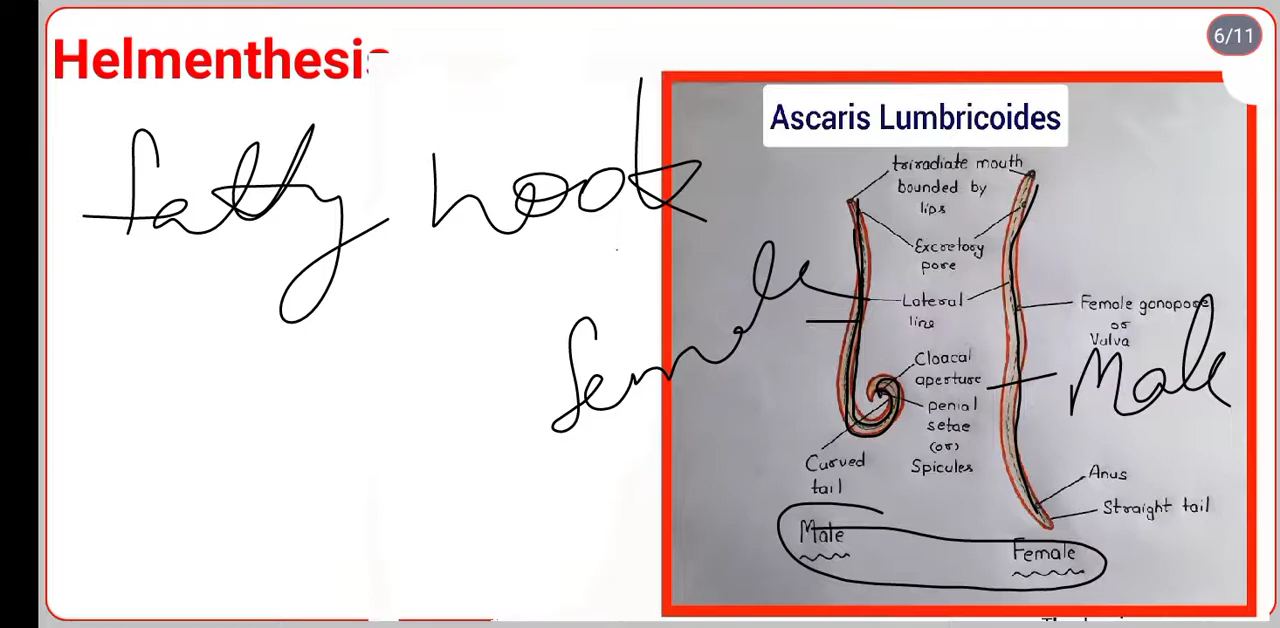 Helmenthesis
6/11
fatty hook
Ascaris Lumbricoides
triradiate mouth
bounded by
lips
Excretory
pore
Lateral
line
Female gonopore
or
Vulva
female
Male
Cloacal
aperture
penial
setae
(or)
Spicules
Curved
tail
Anus
Straight tail
Male
Female